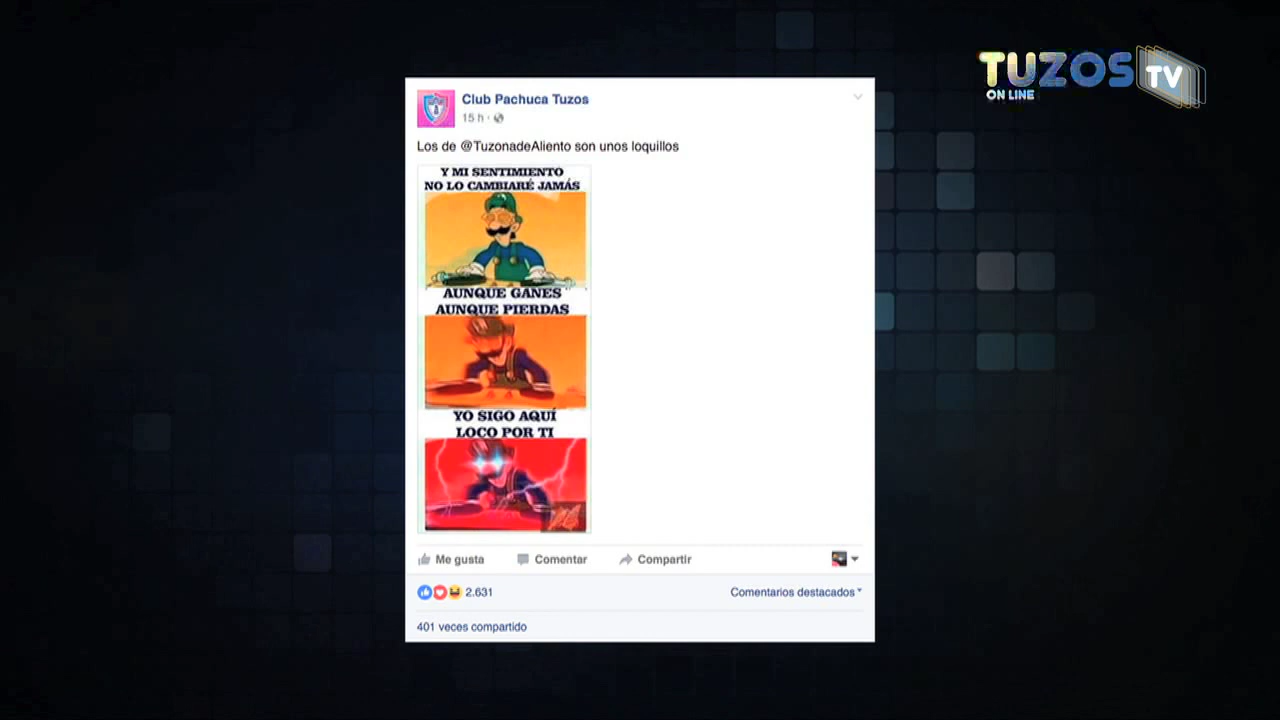 TUZOS TV
ON LINE
Club Pachuca Tuzos
15 h ·
Los de @TuzonadeAliento son unos loquillos
Y MI SENTIMIENTO
NO LO CAMBIARÉ JAMÁS
AUNQUE GANES
AUNQUE PIERDAS
YO SIGO AQUÍ
LOCO POR TI
Me gusta Comentar Compartir
2.631 Comentarios destacados
401 veces compartido